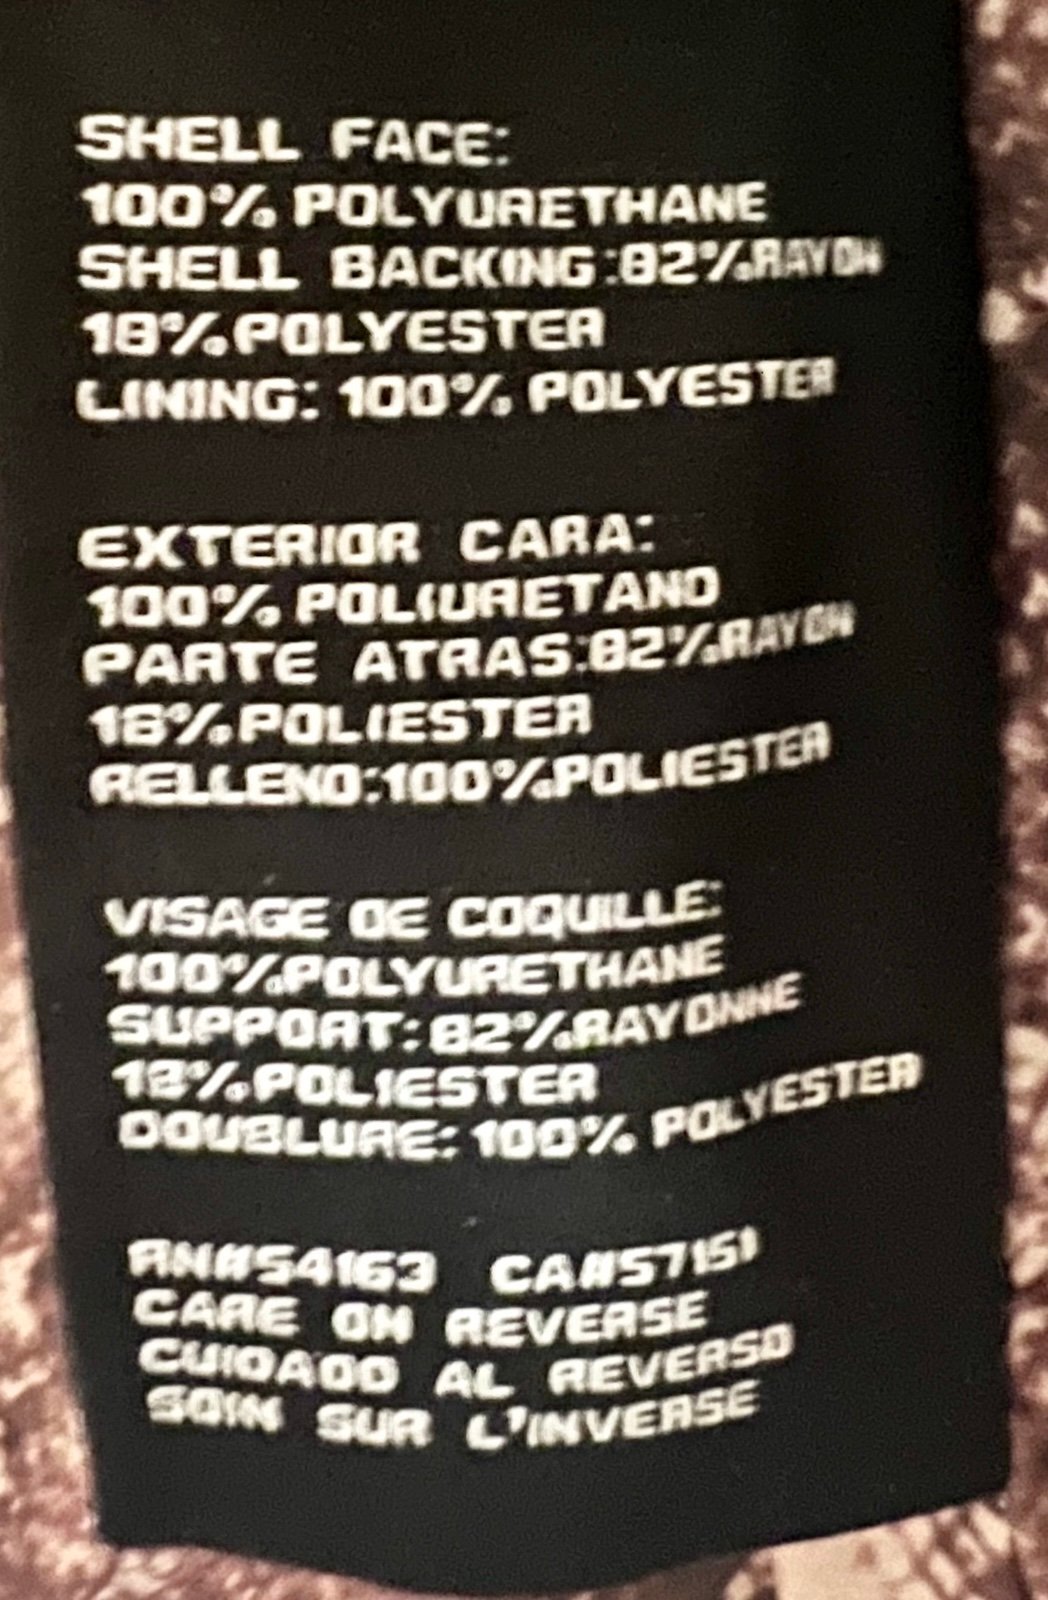 SHELL FACE:
100% POLYURETHANE
SHELL BACKING:82%RAYON
18%POLYESTER
LINING: 100% POLYESTER
EXTERIOR CARA:
100% POLIURETANO
PARTE ATRAS:82%RAYON
18%POLIESTER
RELLENO:100%POLIESTER
VISAGE DE COQUILLE:
100%POLYURETHANE
SUPPORT:82%RAYONNE
18%POLIESTER
DOUBLURE: 100% POLYESTER
RN#54163 CA#57151
CARE ON REVERSE
CUIDADO AL REVERSO
SOIN SUR L'INVERSE